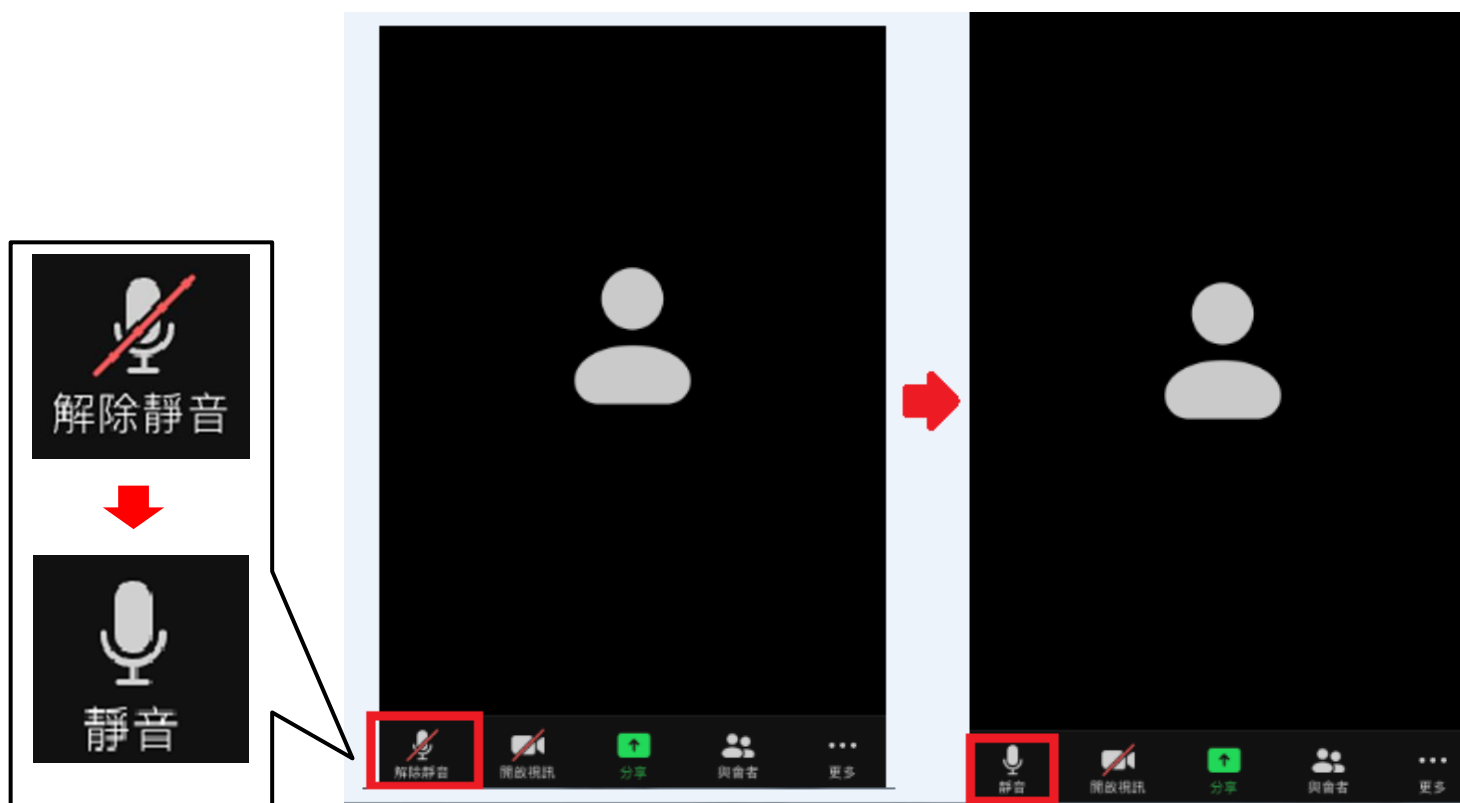 解除靜音
靜音
解除靜音 開啟視訊 分享 與會者 更多
靜音 開啟視訊 分享 與會者 更多